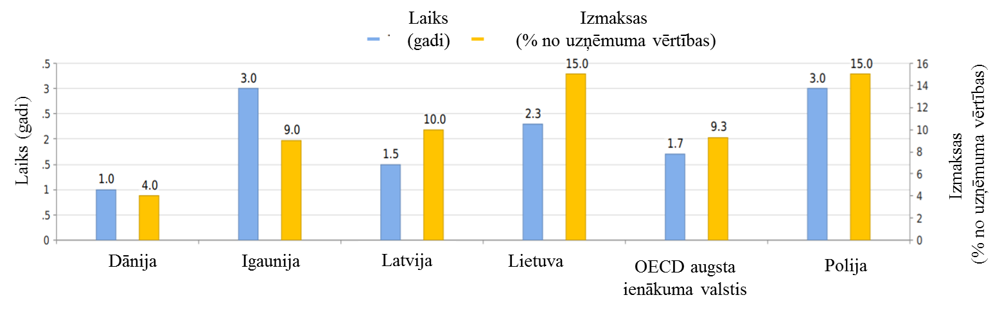 Laiks Izmaksas
(gadi) (% no uzņēmuma vērtības)
.5
3
.5
2
.5
1
.5
0
Laiks (gadi)
1.0
4.0
3.0
9.0
1.5
10.0
2.3
15.0
1.7
9.3
3.0
15.0
16
14
12
10
8
6
4
2
0
Izmaksas
(% no uzņēmuma vērtības)
Dānija
Igaunija
Latvija
Lietuva
OECD augsta
ienākuma valstis
Polija